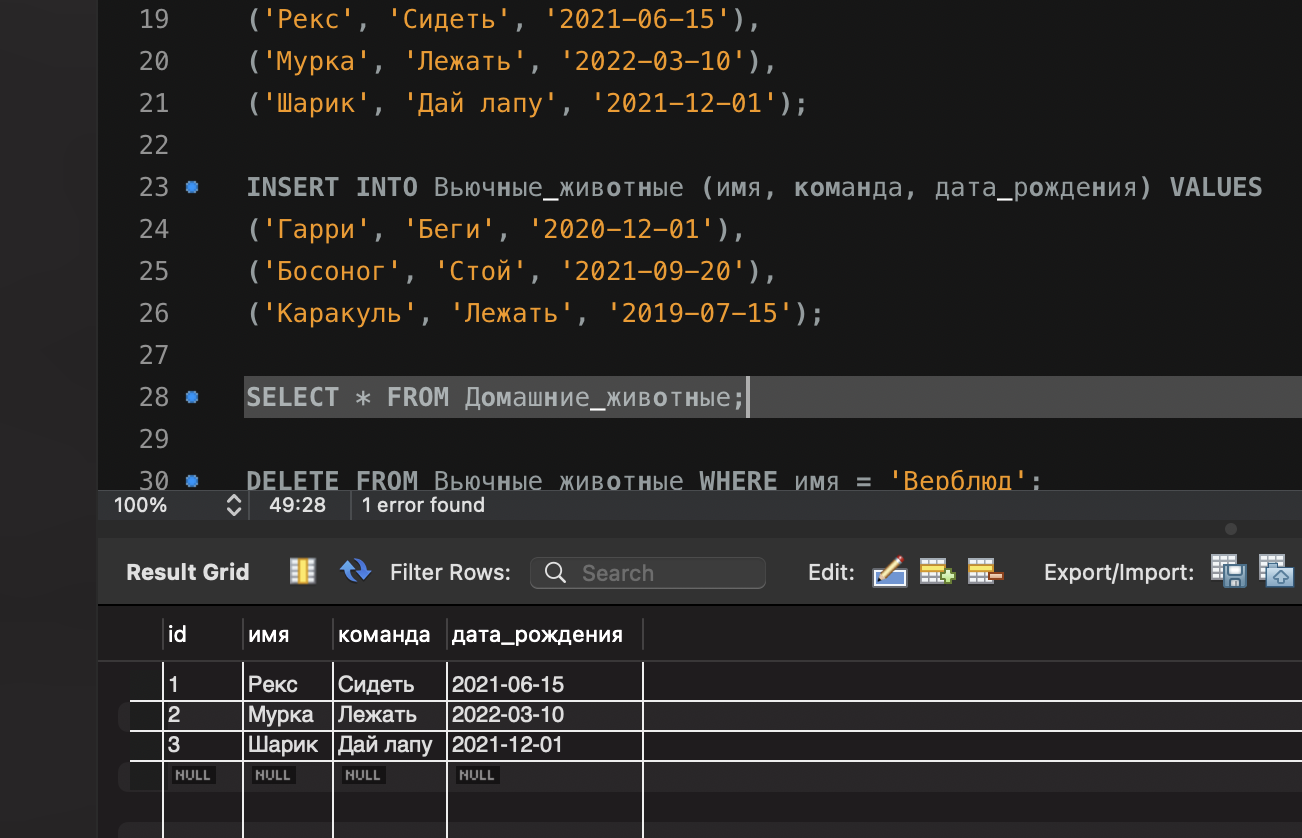 19 ('Рекс', 'Сидеть', '2021-06-15'),
20 ('Мурка', 'Лежать', '2022-03-10'),
21 ('Шарик', 'Дай лапу', '2021-12-01');
22
23 INSERT INTO Вьючные_животные (имя, команда, дата_рождения) VALUES
24 ('Гарри', 'Беги', '2020-12-01'),
25 ('Босоног', 'Стой', '2021-09-20'),
26 ('Каракуль', 'Лежать', '2019-07-15');
27
28 SELECT * FROM Домашние_животные;
29
30 DELETE FROM Вьючные_животные WHERE имя = 'Верблюд';
100% 49:28 1 error found
Result Grid Filter Rows: Search Edit: Export/Import:
id имя команда дата_рождения
1 Рекс Сидеть 2021-06-15
2 Мурка Лежать 2022-03-10
3 Шарик Дай лапу 2021-12-01
NULL NULL NULL NULL